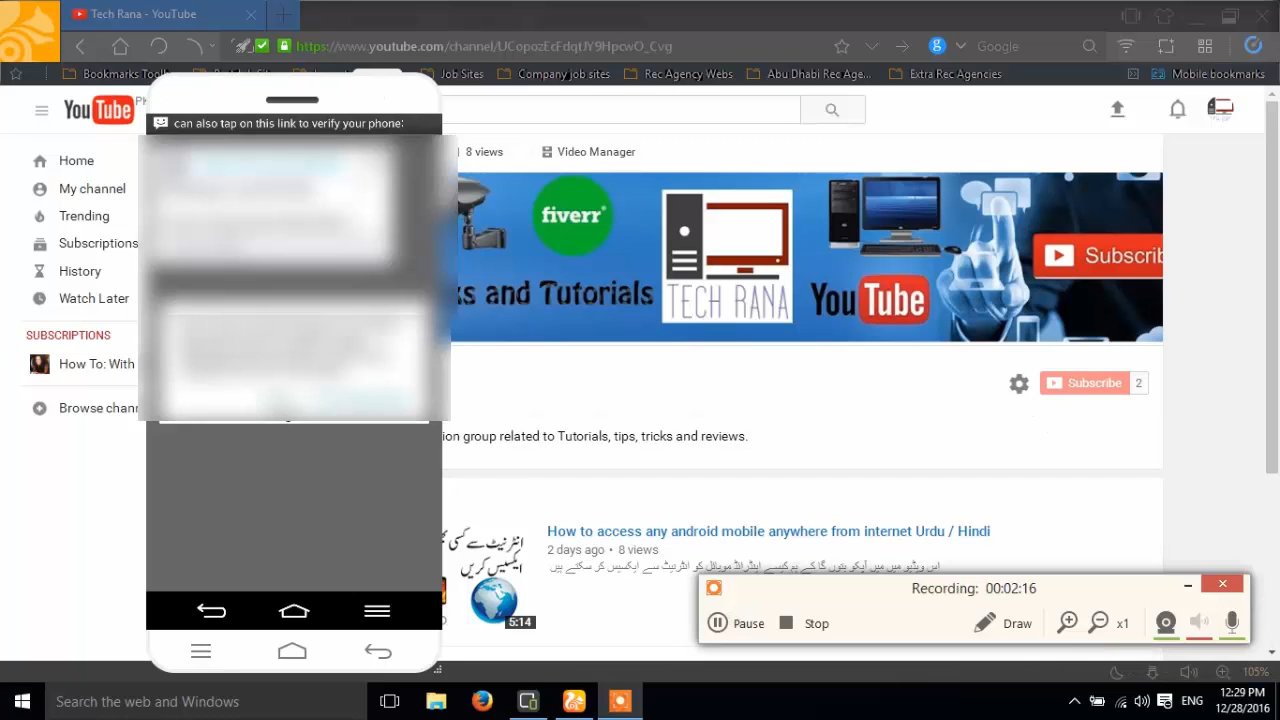 Tech Rana - YouTube
https://www.youtube.com/channel/UCopozEcFdqtJY9HpcwO_Cvg
Google
Job Sites
Company job sites
Rec Agency Webs
Abu Dhabi Rec Age...
Extra Rec Agencies
Mobile bookmarks
YouTube
can also tap on this link to verify your phone:
8 views
Video Manager
Home
My channel
Trending
Subscriptions
History
Watch Later
SUBSCRIPTIONS
How To: With
Browse chan
fiverr
ks and Tutorials
TECH RANA
YouTube
Subscrib
Subscribe 2
ion group related to Tutorials, tips, tricks and reviews.
How to access any android mobile anywhere from internet Urdu / Hindi
2 days ago • 8 views
5:14
Recording: 00:02:16
Pause
Stop
Draw
x1
105%
Search the web and Windows
ENG
12:29 PM
12/28/2016